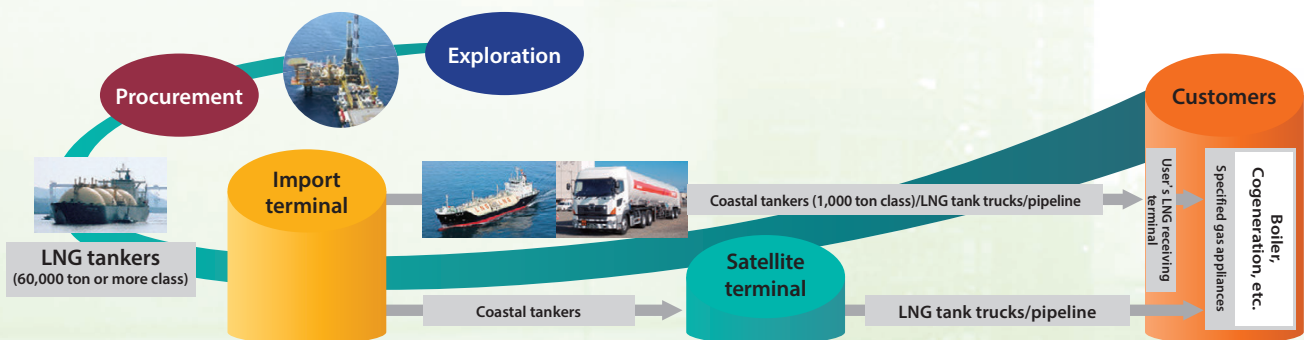 Exploration
Procurement
Customers
LNG tankers
(60,000 ton or more class)
Import
terminal
Coastal tankers (1,000 ton class)/LNG tank trucks/pipeline
User's LNG receiving
terminal
Specified gas appliances
Boiler,
Cogeneration, etc.
Coastal tankers
Satellite
terminal
LNG tank trucks/pipeline